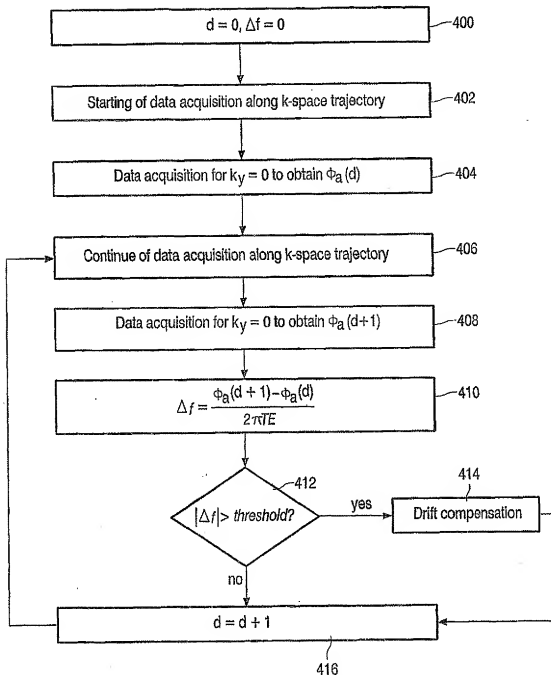 d = 0, Δf = 0
400
Starting of data acquisition along k-space trajectory
402
Data acquisition for ky = 0 to obtain Φa(d)
404
Continue of data acquisition along k-space trajectory
406
Data acquisition for ky = 0 to obtain Φa(d+1)
408
Δf = Φa(d + 1) – Φa(d) / 2πTE
410
412
|Δf| > threshold?
yes
414
Drift compensation
no
d = d + 1
416